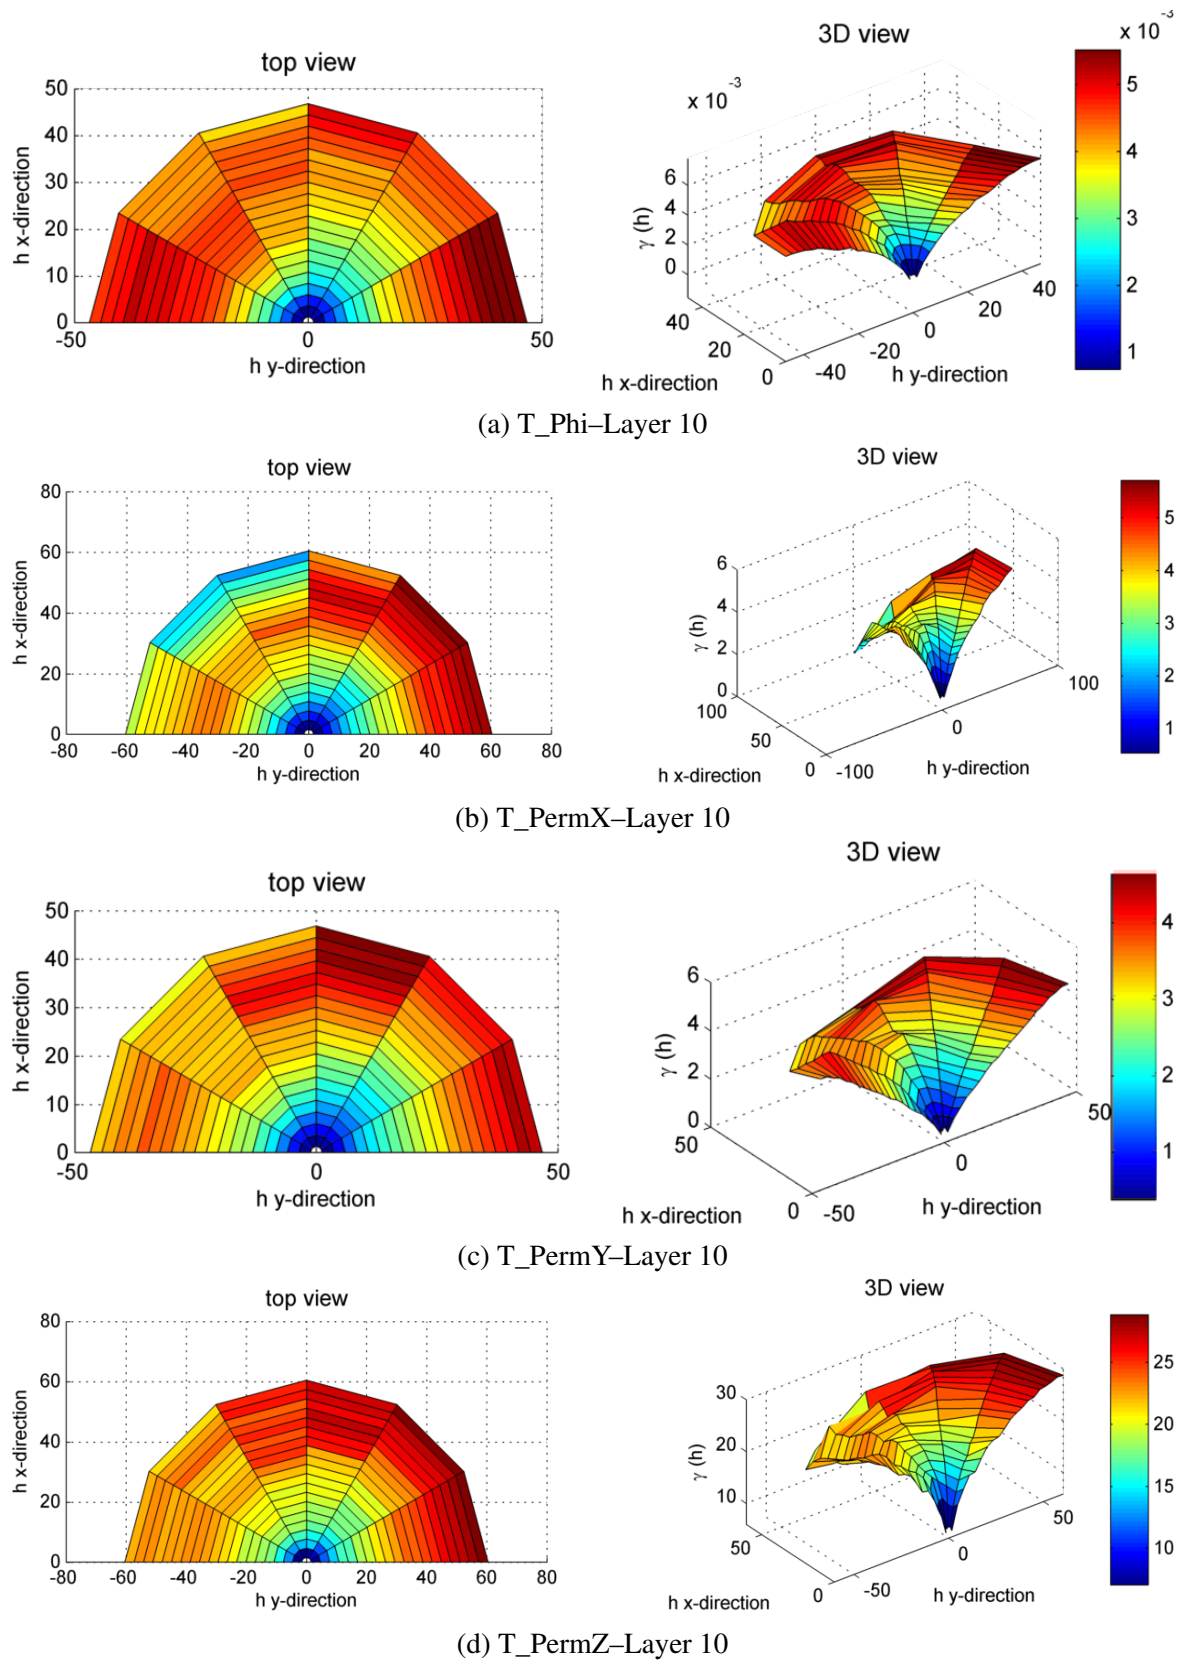 top view
50
40
30
20
10
0
-50 0 50
h x-direction
h y-direction
3D view
x 10 -3
x 10 -3
6
4
2
0
γ (h)
40
20
0
-40
-20
0
20
40
h x-direction
h y-direction
5
4
3
2
1
(a) T_Phi–Layer 10
top view
80
60
40
20
0
-80 -60 -40 -20 0 20 40 60 80
h x-direction
h y-direction
3D view
6
4
2
0
γ (h)
100
50
0
-100
0
100
h x-direction
h y-direction
5
4
3
2
1
(b) T_PermX–Layer 10
top view
50
40
30
20
10
0
-50 0 50
h x-direction
h y-direction
3D view
6
4
2
0
γ (h)
50
0
-50
0
50
h x-direction
h y-direction
4
3
2
1
(c) T_PermY–Layer 10
top view
80
60
40
20
0
-80 -60 -40 -20 0 20 40 60 80
h x-direction
h y-direction
3D view
30
20
10
γ (h)
50
0
-50
0
50
h x-direction
h y-direction
25
20
15
10
(d) T_PermZ–Layer 10